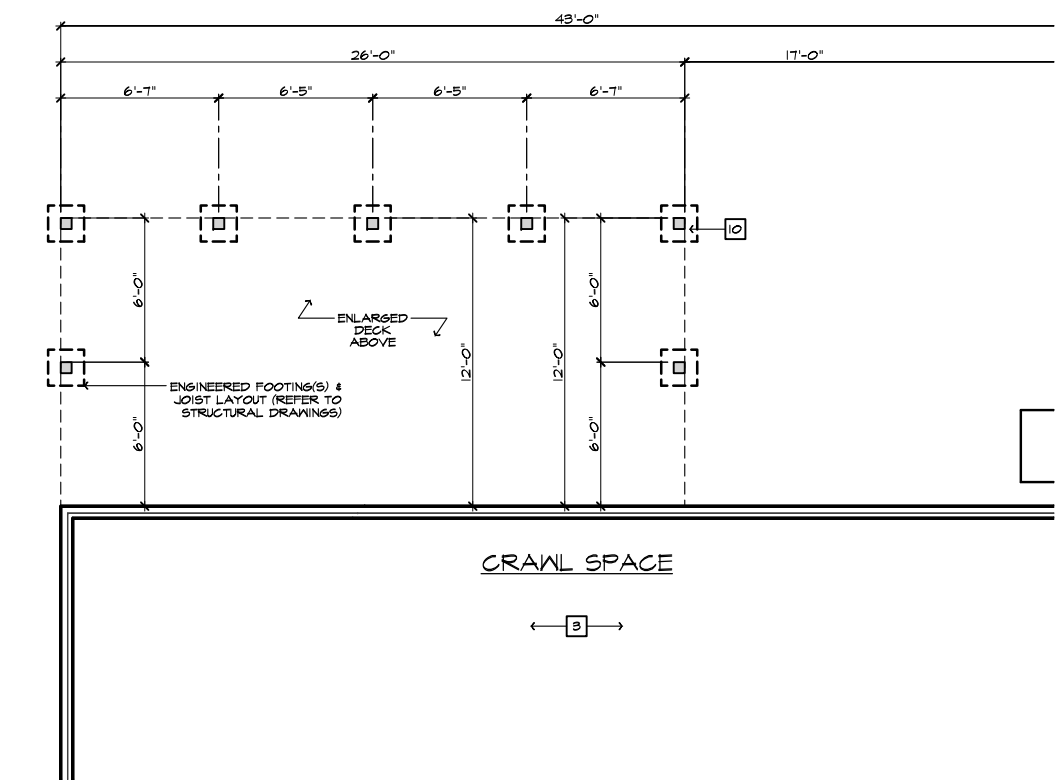 43'-0"
26'-0"
17'-0"
6'-7"
6'-5"
6'-5"
6'-7"
10
6'-0"
6'-0"
ENLARGED
DECK
ABOVE
12'-0"
12'-0"
ENGINEERED FOOTING(S) &
JOIST LAYOUT (REFER TO
STRUCTURAL DRAWINGS)
6'-0"
6'-0"
CRAWL SPACE
3